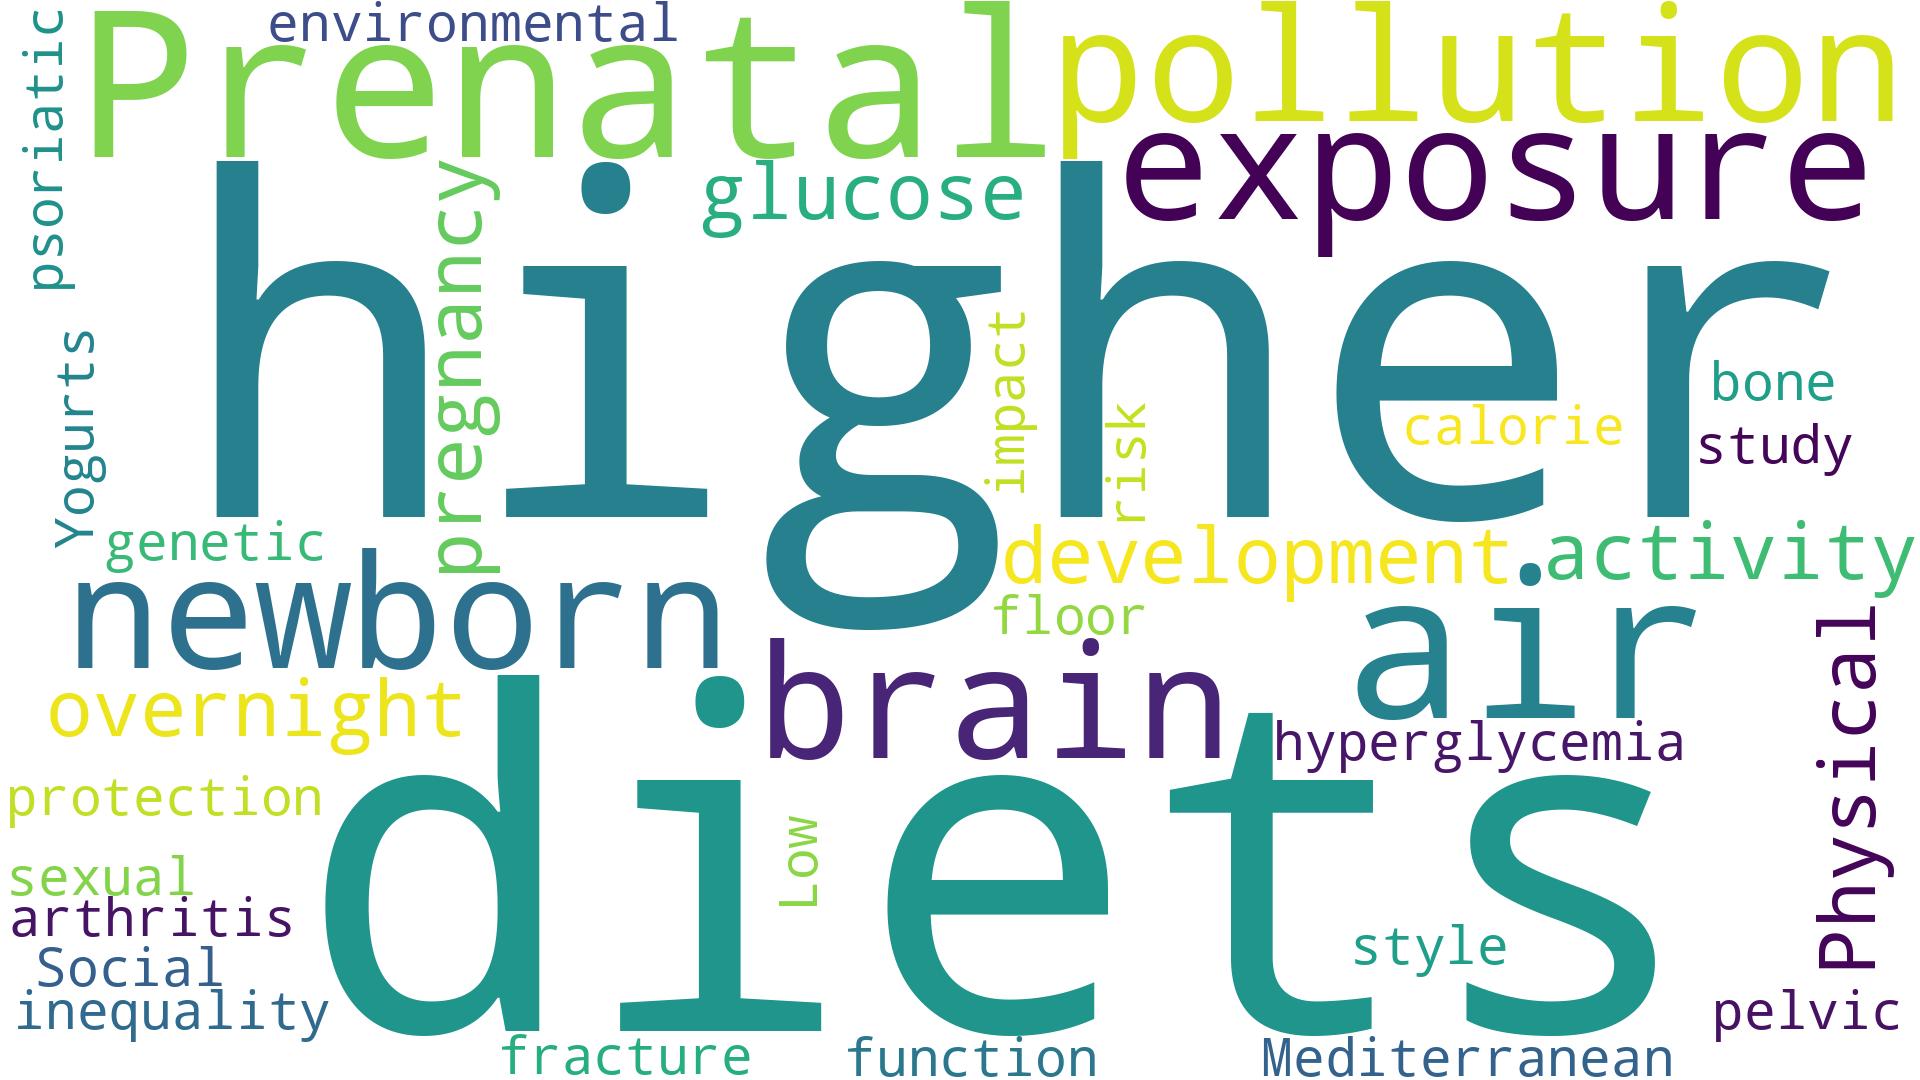 environmental
psoriatic
Prenatal
pollution
exposure
glucose
pregnancy
higher
impact
risk
Yogurts
bone
calorie
study
genetic
development
activity
newborn
floor
air
brain
Physical
overnight
hyperglycemia
diets
protection
Low
sexual
arthritis
style
Social
inequality
pelvic
fracture
function
Mediterranean